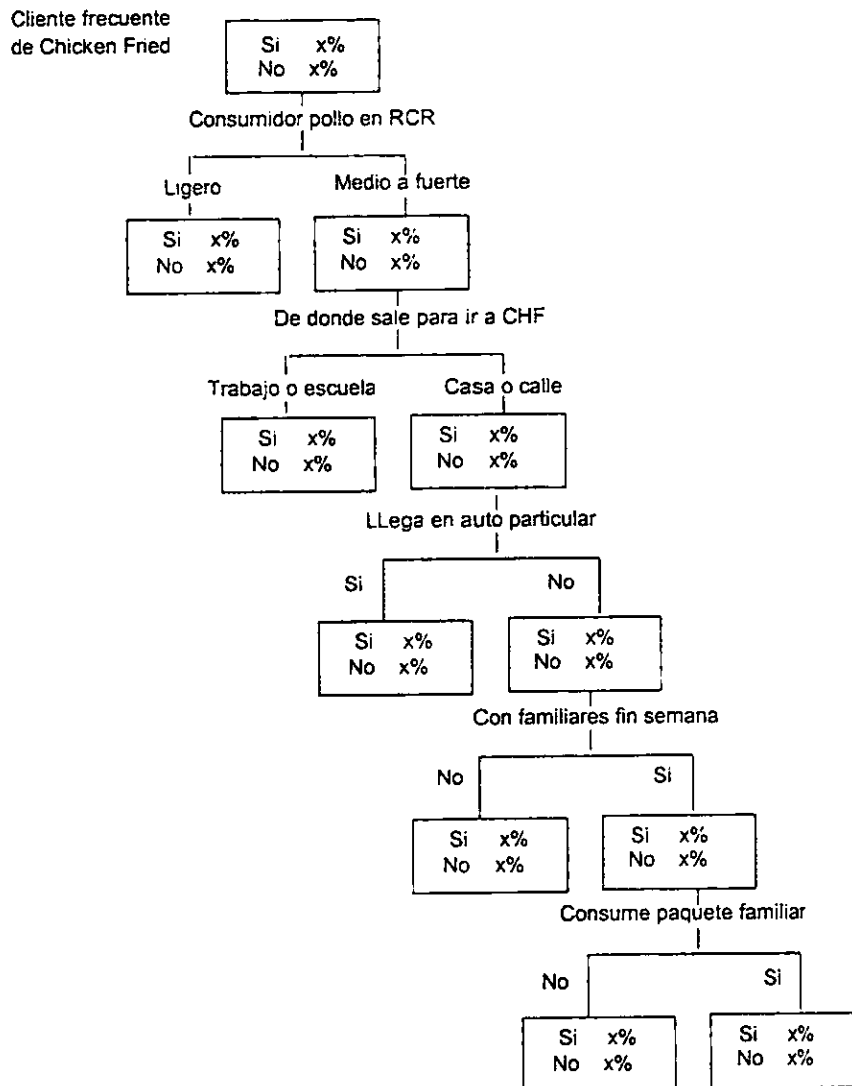 Cliente frecuente
de Chicken Fried
Si x%
No x%
Consumidor pollo en RCR
Ligero Medio a fuerte
Si x% Si x%
No x% No x%
De donde sale para ir a CHF
Trabajo o escuela Casa o calle
Si x% Si x%
No x% No x%
LLega en auto particular
Si No
Si x% Si x%
No x% No x%
Con familiares fin semana
No Si
Si x% Si x%
No x% No x%
Consume paquete familiar
No Si
Si x% Si x%
No x% No x%